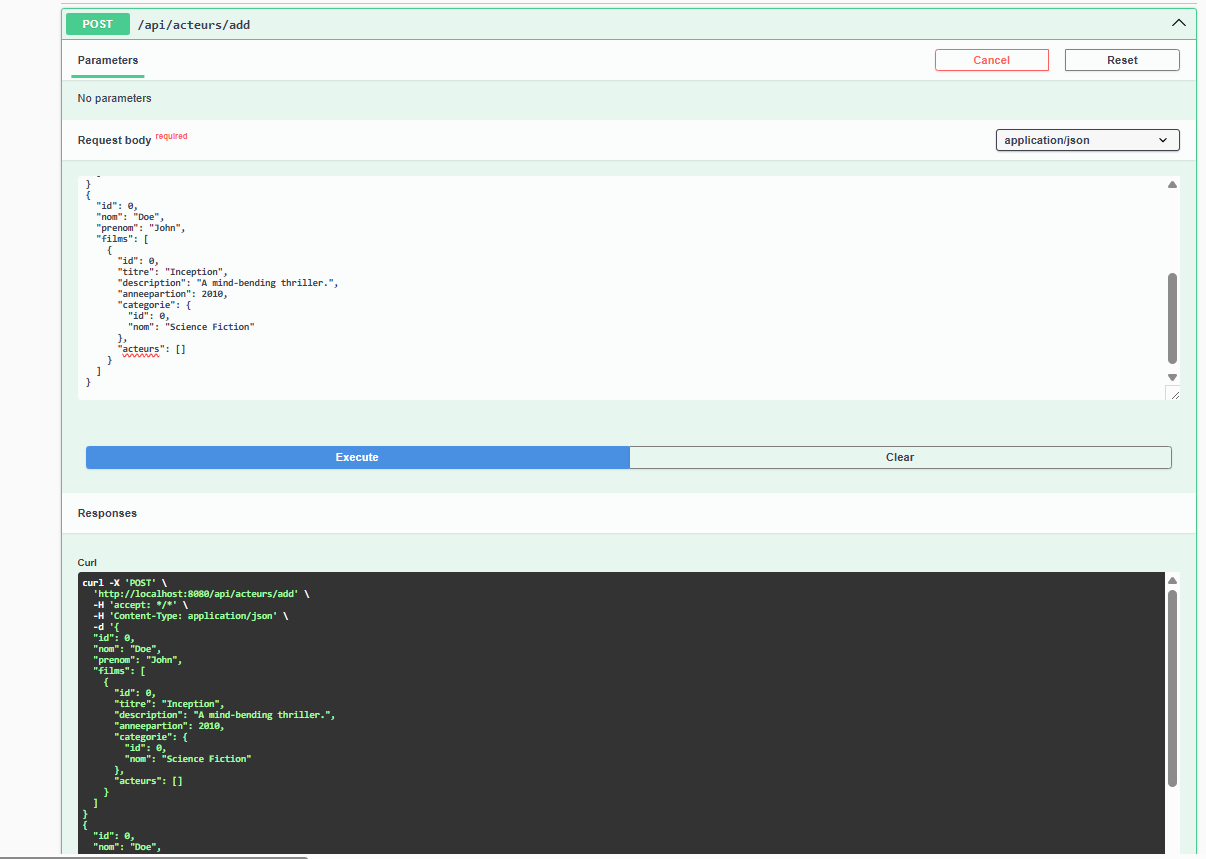 POST /api/acteurs/add
Parameters
Cancel
Reset
No parameters
Request body required
application/json
}
{
"id": 0,
"nom": "Doe",
"prenom": "John",
"films": [
{
"id": 0,
"titre": "Inception",
"description": "A mind-bending thriller.",
"anneepartion": 2010,
"categorie": {
"id": 0,
"nom": "Science Fiction"
},
"acteurs": []
}
]
}
Execute
Clear
Responses
Curl
curl -X 'POST' \
'http://localhost:8080/api/acteurs/add' \
-H 'accept: */*' \
-H 'Content-Type: application/json' \
-d '{
"id": 0,
"nom": "Doe",
"prenom": "John",
"films": [
{
"id": 0,
"titre": "Inception",
"description": "A mind-bending thriller.",
"anneepartion": 2010,
"categorie": {
"id": 0,
"nom": "Science Fiction"
},
"acteurs": []
}
]
}
{
"id": 0,
"nom": "Doe",